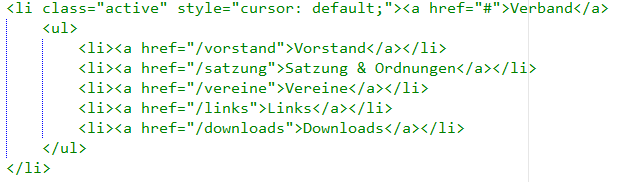 <li class="active" style="cursor: default;"><a href="#">Verband</a>
<ul>
<li><a href="/vorstand">Vorstand</a></li>
<li><a href="/satzung">Satzung & Ordnungen</a></li>
<li><a href="/vereine">Vereine</a></li>
<li><a href="/links">Links</a></li>
<li><a href="/downloads">Downloads</a></li>
</ul>
</li>